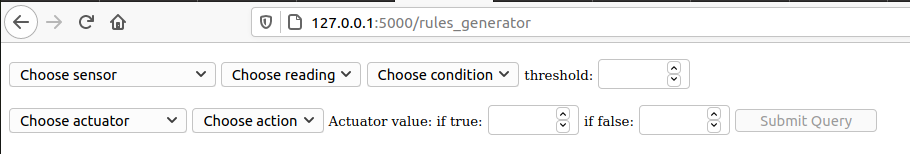 127.0.0.1:5000/rules_generator
Choose sensor Choose reading Choose condition threshold:
Choose actuator Choose action Actuator value: if true: if false: Submit Query